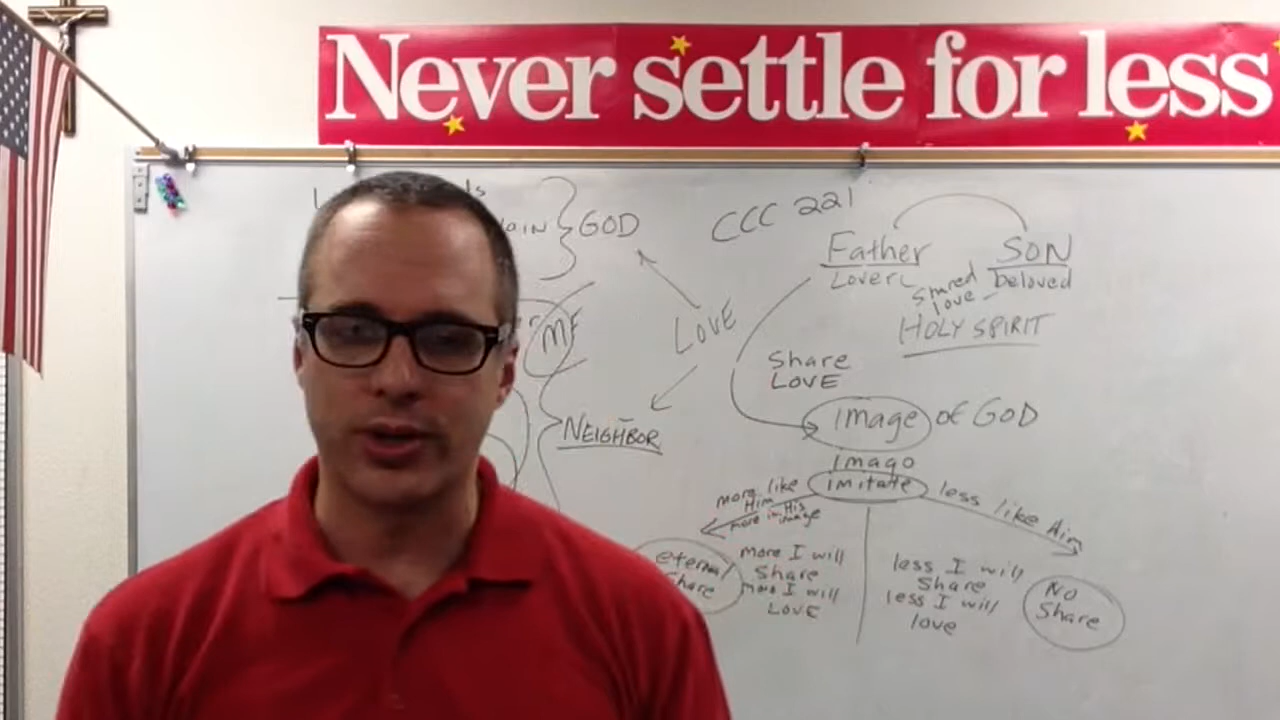 Never settle for less
GOD
CCC 221
Father
Lover
SON
beloved
shared
love
HOLY SPIRIT
ME
LOVE
Share
LOVE
NEIGHBOR
image of GOD
imago
imitate
more like
Him
more in His
image
less like Him
eternal
Share
more I will
Share
more I will
LOVE
less I will
Share
less I will
love
No
Share